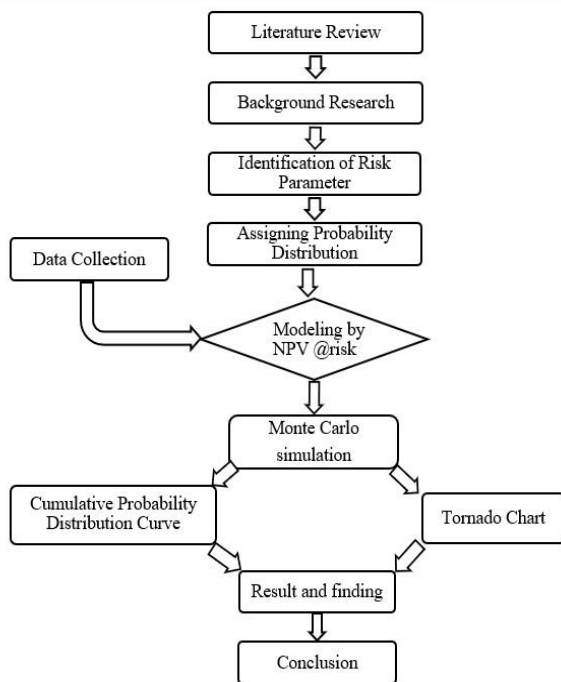 Literature Review
Background Research
Identification of Risk
Parameter
Assigning Probability
Distribution
Data Collection
Modeling by
NPV @risk
Monte Carlo
simulation
Cumulative Probability
Distribution Curve
Tornado Chart
Result and finding
Conclusion